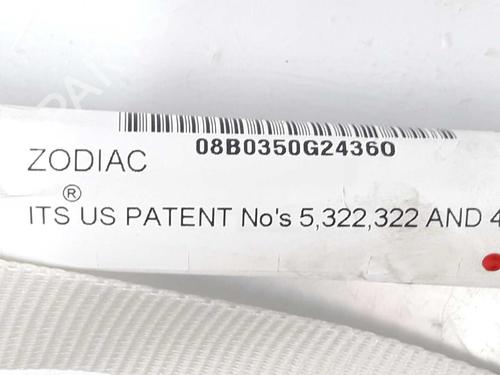 08B0350G24360
ZODIAC
®
ITS US PATENT No's 5,322,322 AND 4